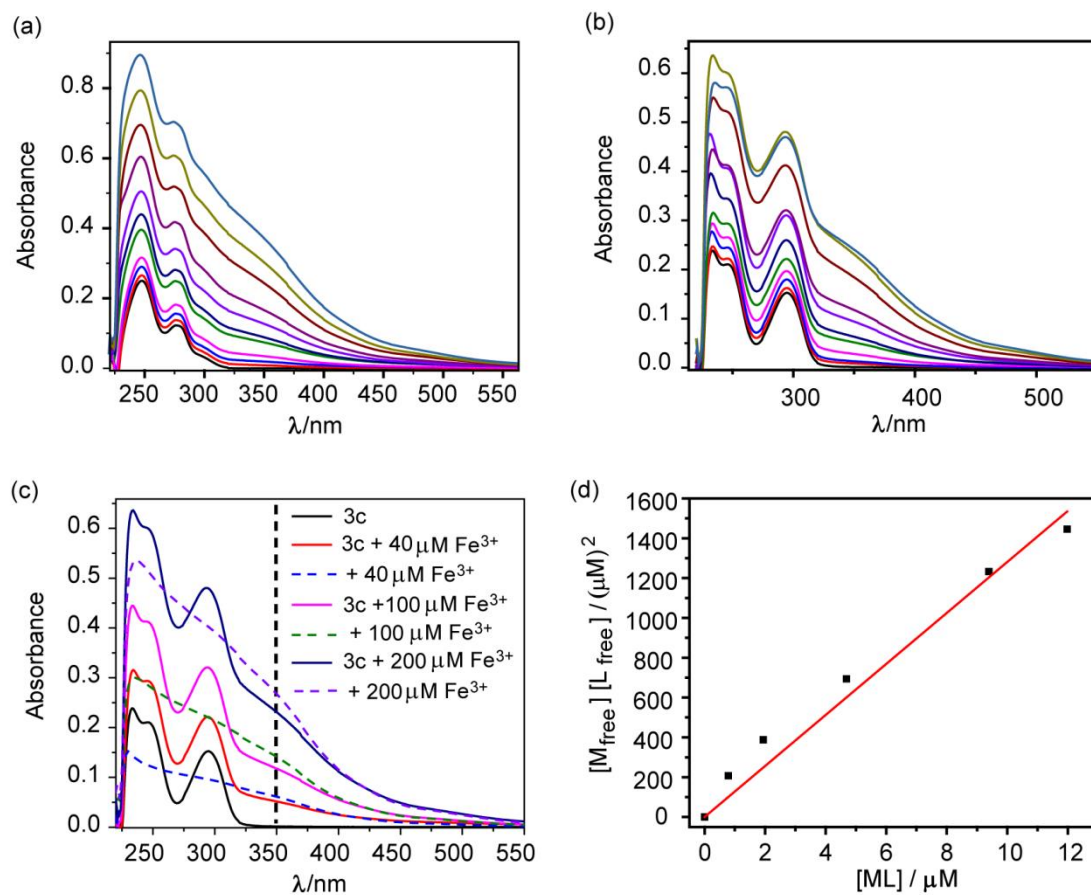 (a)
0.8
0.6
0.4
0.2
0.0
Absorbance
250 300 350 400 450 500 550
λ/nm
(b)
0.6
0.5
0.4
0.3
0.2
0.1
0.0
Absorbance
300 400 500
λ/nm
(c)
0.6
0.5
0.4
0.3
0.2
0.1
0.0
Absorbance
3c
3c + 40 μM Fe³⁺
+ 40 μM Fe³⁺
3c +100 μM Fe³⁺
+ 100 μM Fe³⁺
3c + 200 μM Fe³⁺
+ 200 μM Fe³⁺
250 300 350 400 450 500 550
λ/nm
(d)
1600
1400
1200
1000
800
600
400
200
0
[M_free] [L_free] / (μM)²
0 2 4 6 8 10 12
[ML] / μM